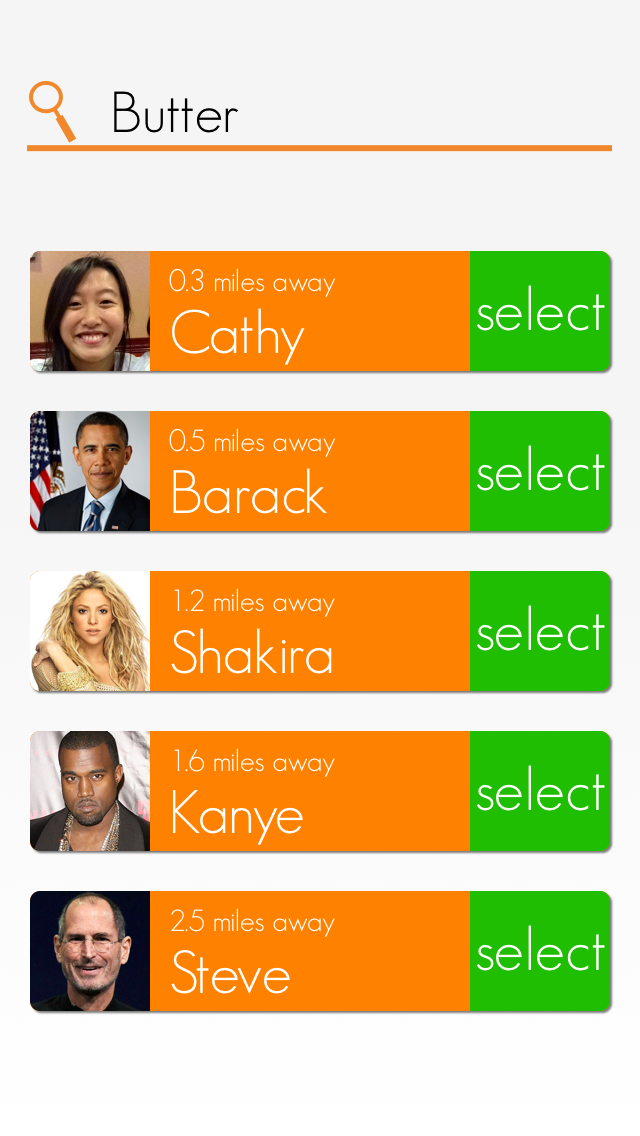 Butter
0.3 miles away
Cathy
select
0.5 miles away
Barack
select
1.2 miles away
Shakira
select
1.6 miles away
Kanye
select
2.5 miles away
Steve
select